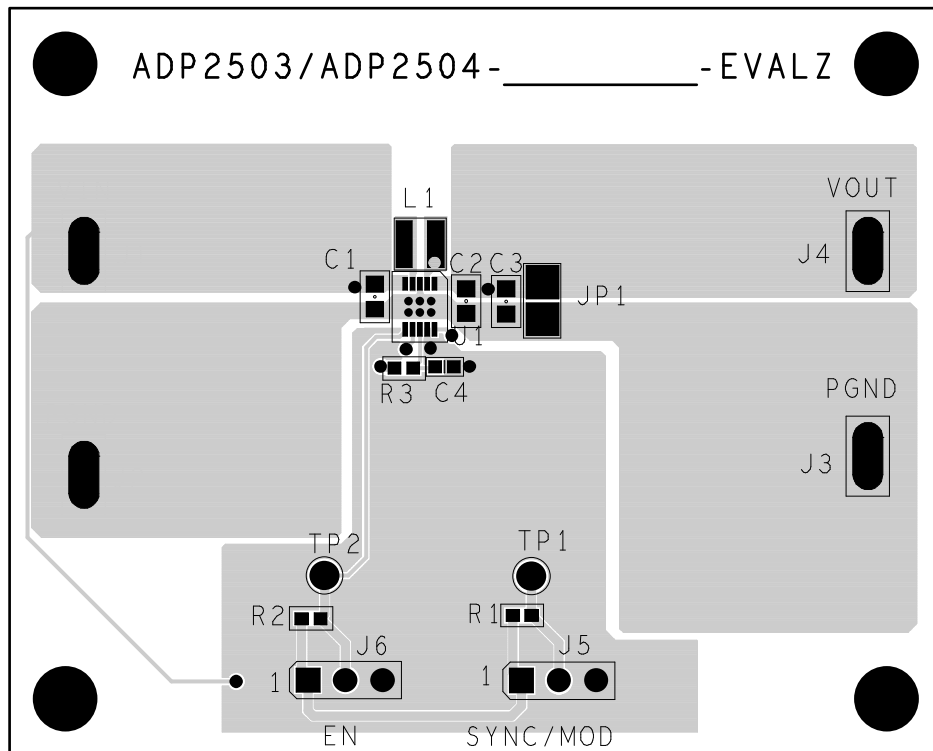 ADP2503/ADP2504-__________-EVALZ
VOUT
L1
J4
C1
C2
C3
JP1
J1
R3
C4
PGND
J3
TP2
TP1
R2
R1
J6
J5
1
1
EN
SYNC/MOD